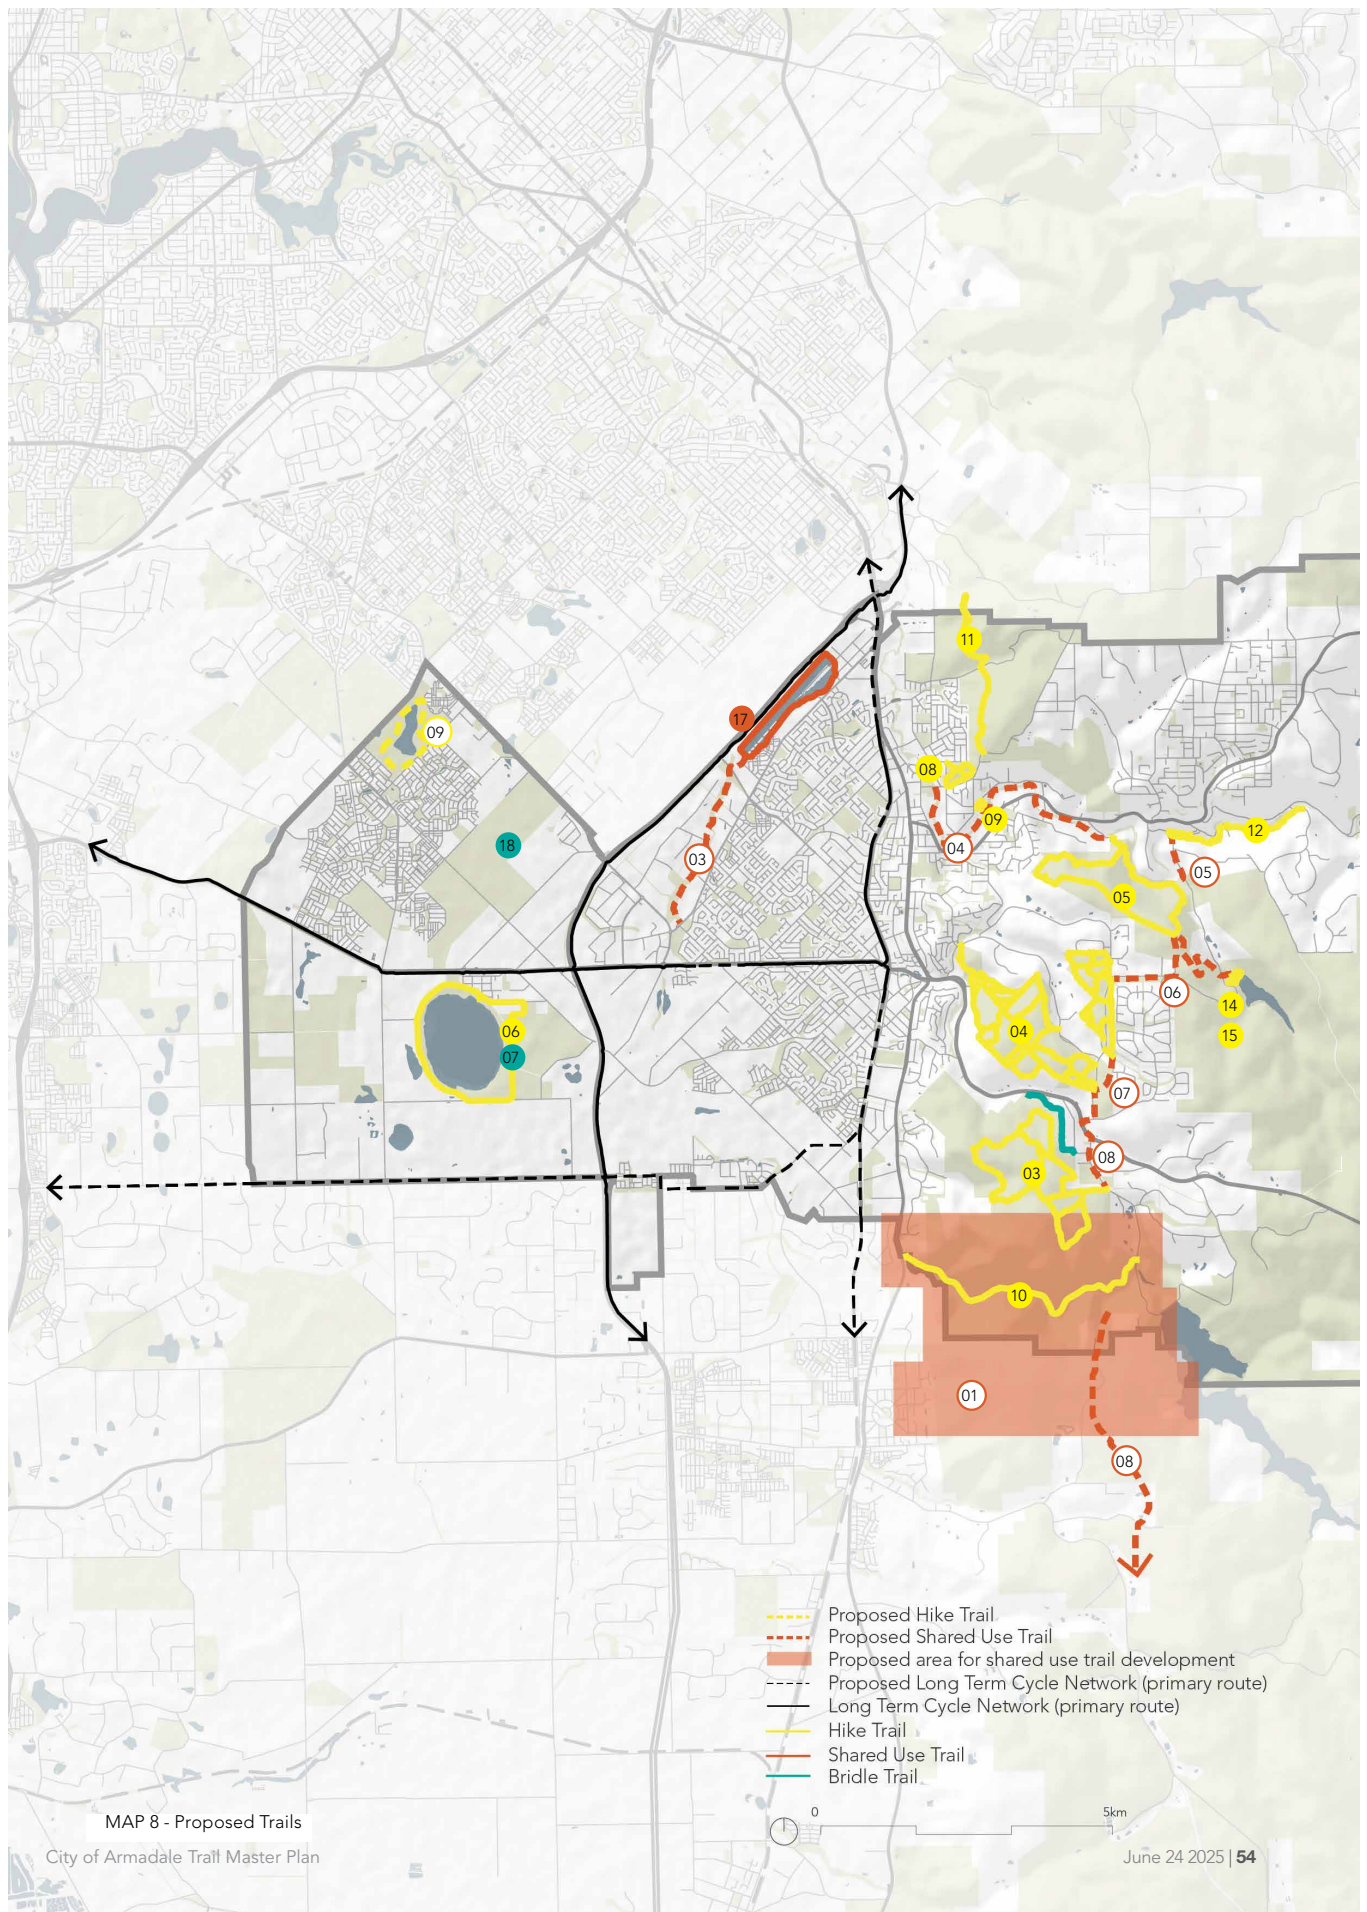 11
17
09
08
09
12
18
04
03
05
05
06
14
06
04
15
07
07
08
03
10
01
08
Proposed Hike Trail
Proposed Shared Use Trail
Proposed area for shared use trail development
Proposed Long Term Cycle Network (primary route)
Long Term Cycle Network (primary route)
Hike Trail
Shared Use Trail
Bridle Trail
0 5km
MAP 8 - Proposed Trails
City of Armadale Trail Master Plan
June 24 2025 | 54